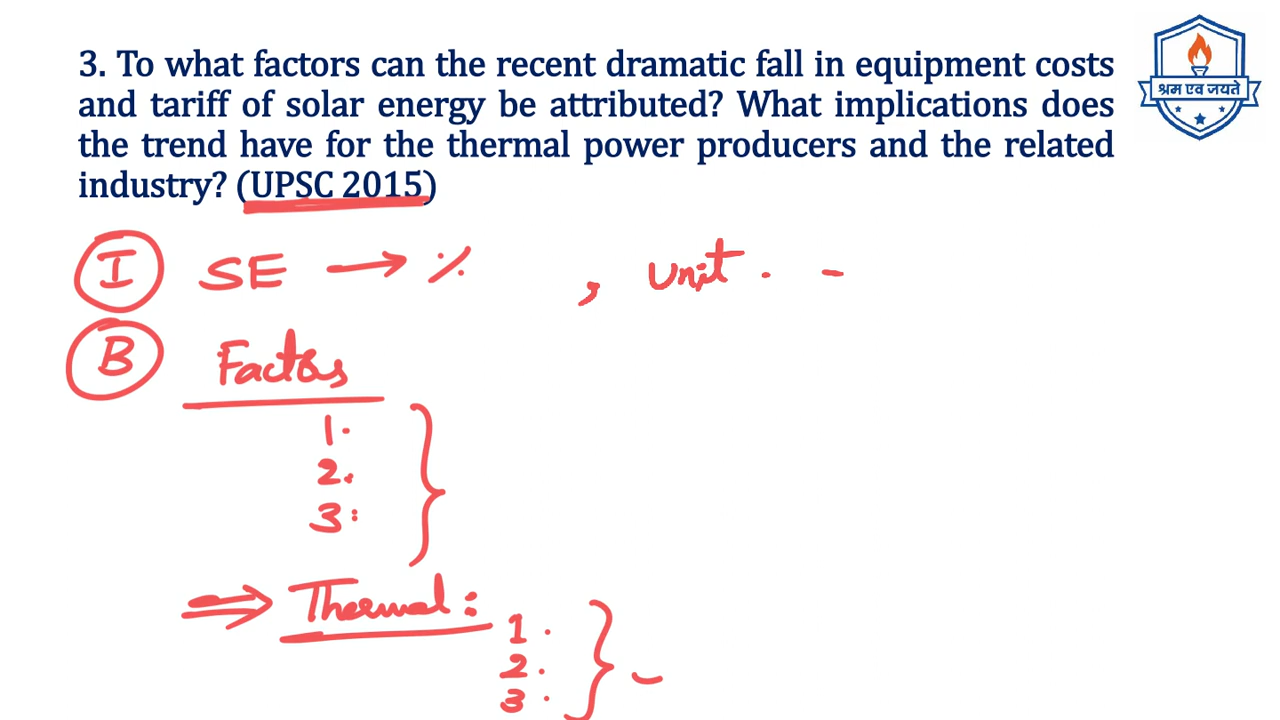 3. To what factors can the recent dramatic fall in equipment costs
and tariff of solar energy be attributed? What implications does
the trend have for the thermal power producers and the related
industry? (UPSC 2015)
श्रम एव जयते
I SE → % , Unit. -
B Factors
1.
2.
3:
⇒ Thermal:
1.
2.
3.